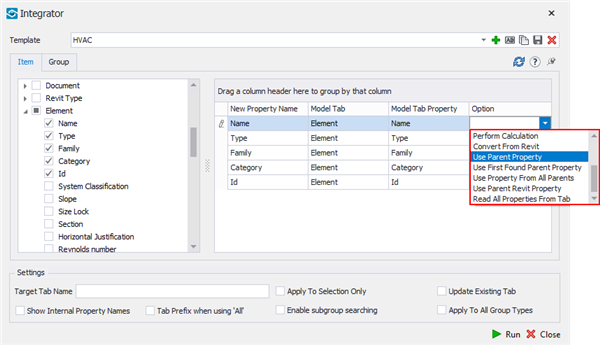 Integrator
Template HVAC
Item Group
Document
Revit Type
Element
Name
Type
Family
Category
Id
System Classification
Slope
Size Lock
Section
Horizontal Justification
Reynolds number
Drag a column header here to group by that column
New Property Name Model Tab Model Tab Property Option
Name Element Name
Type Element Type
Family Element Family
Category Element Category
Id Element Id
Perform Calculation
Convert From Revit
Use Parent Property
Use First Found Parent Property
Use Property From All Parents
Use Parent Revit Property
Read All Properties From Tab
Settings
Target Tab Name Apply To Selection Only Update Existing Tab
Show Internal Property Names Tab Prefix when using 'All' Enable subgroup searching Apply To All Group Types
Run Close